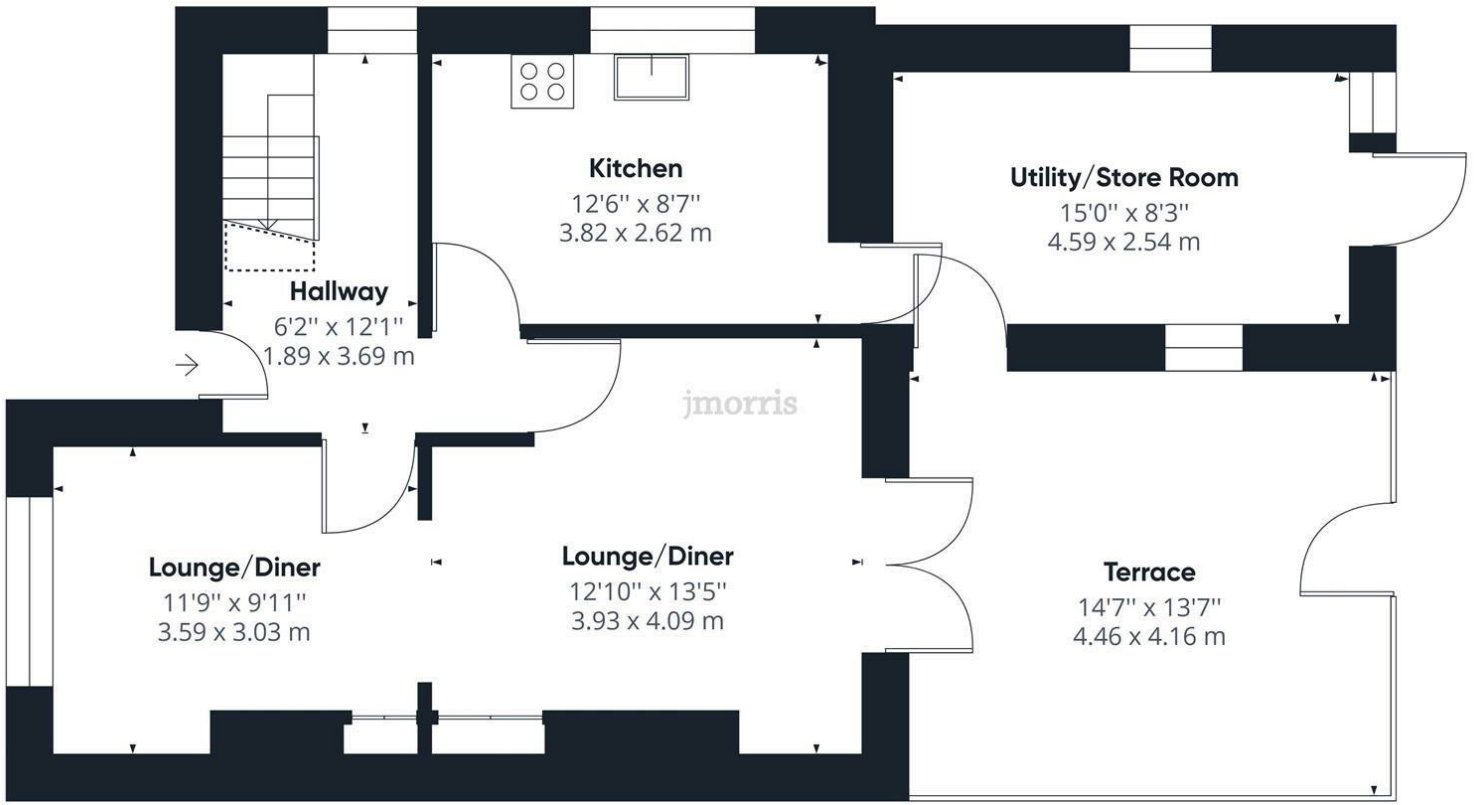 Kitchen
12'6'' x 8'7''
3.82 x 2.62 m
Utility/Store Room
15'0'' x 8'3''
4.59 x 2.54 m
Hallway
6'2'' x 12'1''
1.89 x 3.69 m
jmorris
Lounge/Diner
11'9'' x 9'11''
3.59 x 3.03 m
Lounge/Diner
12'10'' x 13'5''
3.93 x 4.09 m
Terrace
14'7'' x 13'7''
4.46 x 4.16 m